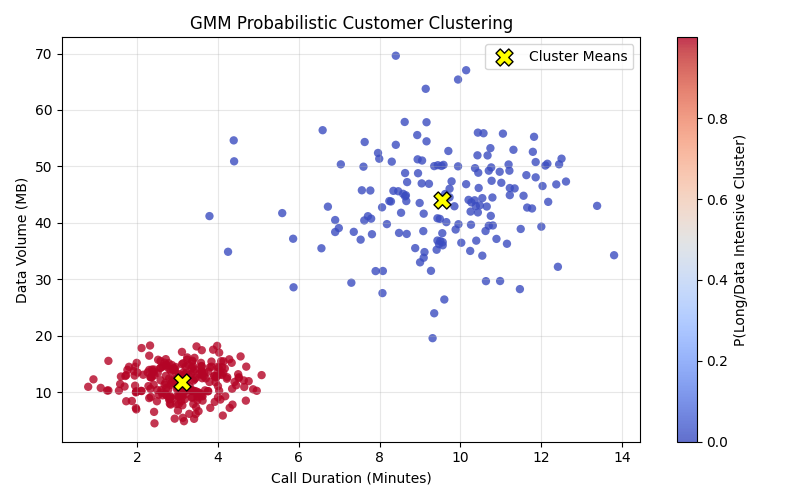 GMM Probabilistic Customer Clustering
Cluster Means
Data Volume (MB)
70
60
50
40
30
20
10
2 4 6 8 10 12 14
Call Duration (Minutes)
0.8
0.6
0.4
0.2
0.0
P(Long/Data Intensive Cluster)